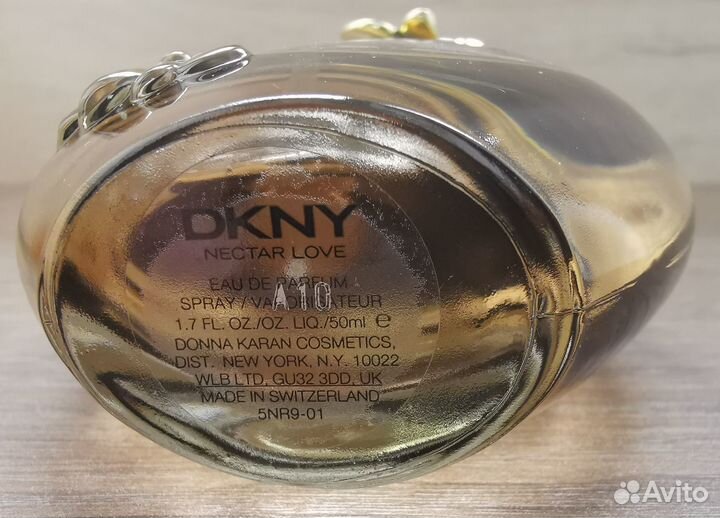 DKNY
NECTAR LOVE
EAU DE PARFUM
SPRAY/VAPORISATEUR
A10
1.7 FL. OZ./OZ. LIQ./50ml ℮
DONNA KARAN COSMETICS,
DIST. NEW YORK, N.Y. 10022
WLB LTD, GU32 3DD, UK
MADE IN SWITZERLAND
5NR9-01
Avito